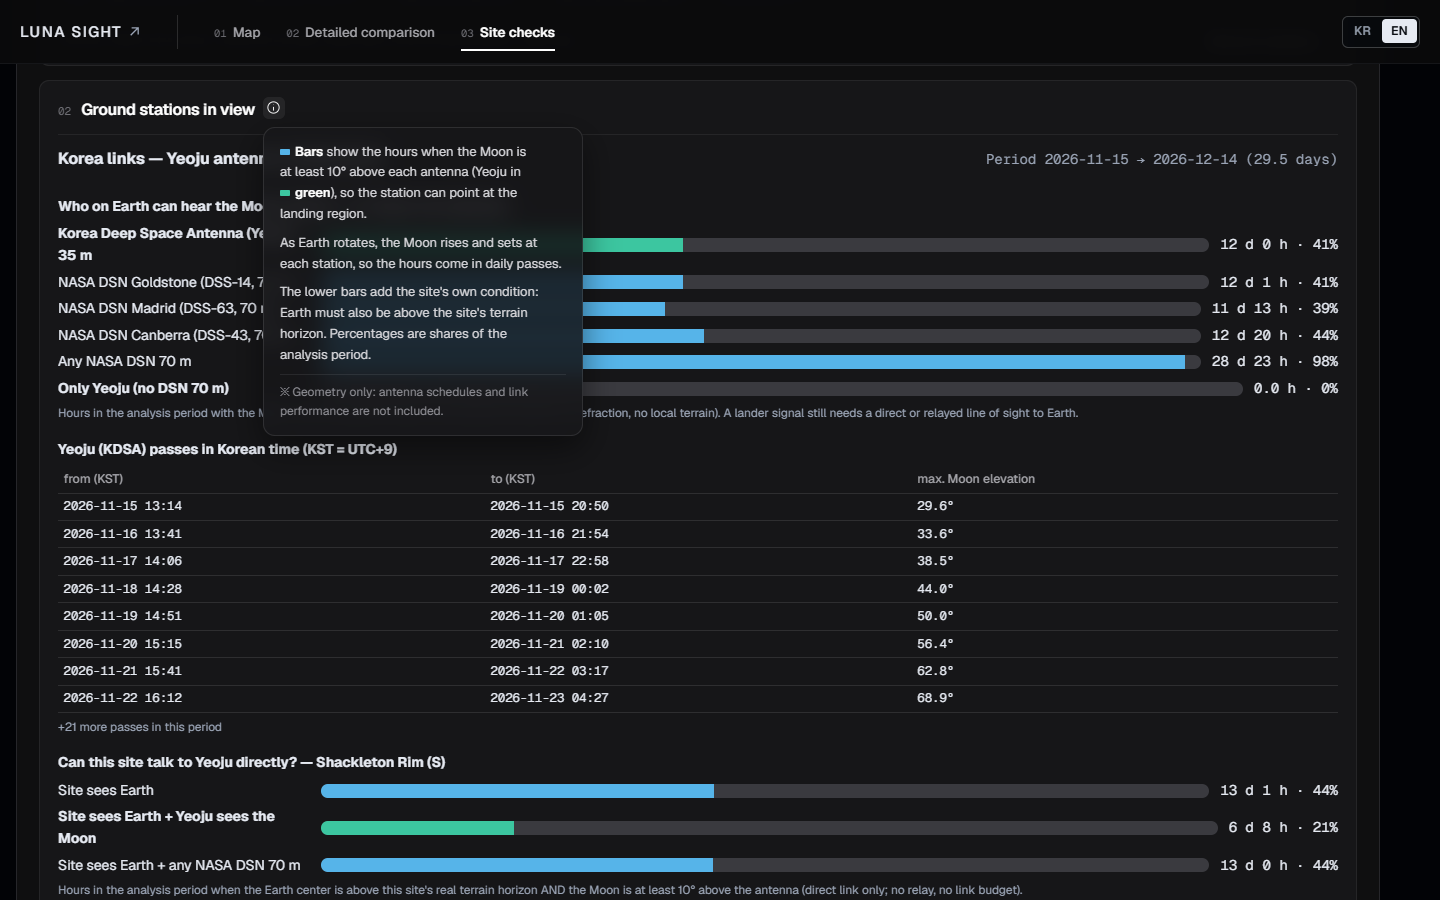 LUNA SIGHT ↗
01 Map
02 Detailed comparison
03 Site checks
KR EN
02 Ground stations in view
Korea links — Yeoju antenn
Period 2026-11-15 → 2026-12-14 (29.5 days)
Bars show the hours when the Moon is
at least 10° above each antenna (Yeoju in
green), so the station can point at the
landing region.
As Earth rotates, the Moon rises and sets at
each station, so the hours come in daily passes.
The lower bars add the site's own condition:
Earth must also be above the site's terrain
horizon. Percentages are shares of the
analysis period.
※ Geometry only: antenna schedules and link
performance are not included.
Who on Earth can hear the Mo
Korea Deep Space Antenna (Ye
35 m
12 d 0 h · 41%
NASA DSN Goldstone (DSS-14, 7
12 d 1 h · 41%
NASA DSN Madrid (DSS-63, 70
11 d 13 h · 39%
NASA DSN Canberra (DSS-43, 7
12 d 20 h · 44%
Any NASA DSN 70 m
28 d 23 h · 98%
Only Yeoju (no DSN 70 m)
0.0 h · 0%
Hours in the analysis period with the M efraction, no local terrain). A lander signal still needs a direct or relayed line of sight to Earth.
Yeoju (KDSA) passes in Korean time (KST = UTC+9)
from (KST) to (KST) max. Moon elevation
2026-11-15 13:14 2026-11-15 20:50 29.6°
2026-11-16 13:41 2026-11-16 21:54 33.6°
2026-11-17 14:06 2026-11-17 22:58 38.5°
2026-11-18 14:28 2026-11-19 00:02 44.0°
2026-11-19 14:51 2026-11-20 01:05 50.0°
2026-11-20 15:15 2026-11-21 02:10 56.4°
2026-11-21 15:41 2026-11-22 03:17 62.8°
2026-11-22 16:12 2026-11-23 04:27 68.9°
+21 more passes in this period
Can this site talk to Yeoju directly? — Shackleton Rim (S)
Site sees Earth
13 d 1 h · 44%
Site sees Earth + Yeoju sees the
Moon
6 d 8 h · 21%
Site sees Earth + any NASA DSN 70 m
13 d 0 h · 44%
Hours in the analysis period when the Earth center is above this site's real terrain horizon AND the Moon is at least 10° above the antenna (direct link only; no relay, no link budget).